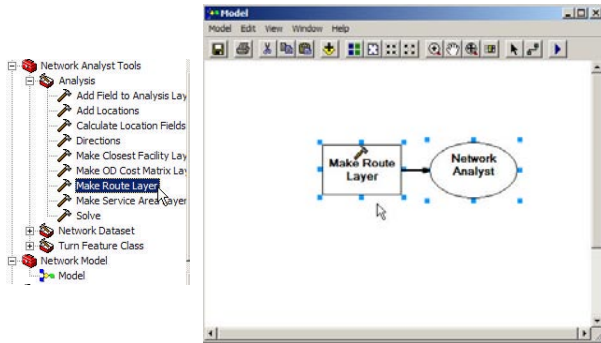 Network Analyst Tools
Analysis
Add Field to Analysis Lay
Add Locations
Calculate Location Fields
Directions
Make Closest Facility Lay
Make OD Cost Matrix Lay
Make Route Layer
Make Service Area Layer
Solve
Network Dataset
Turn Feature Class
Network Model
Model
Model
Model Edit View Window Help
Make Route
Layer
Network
Analyst